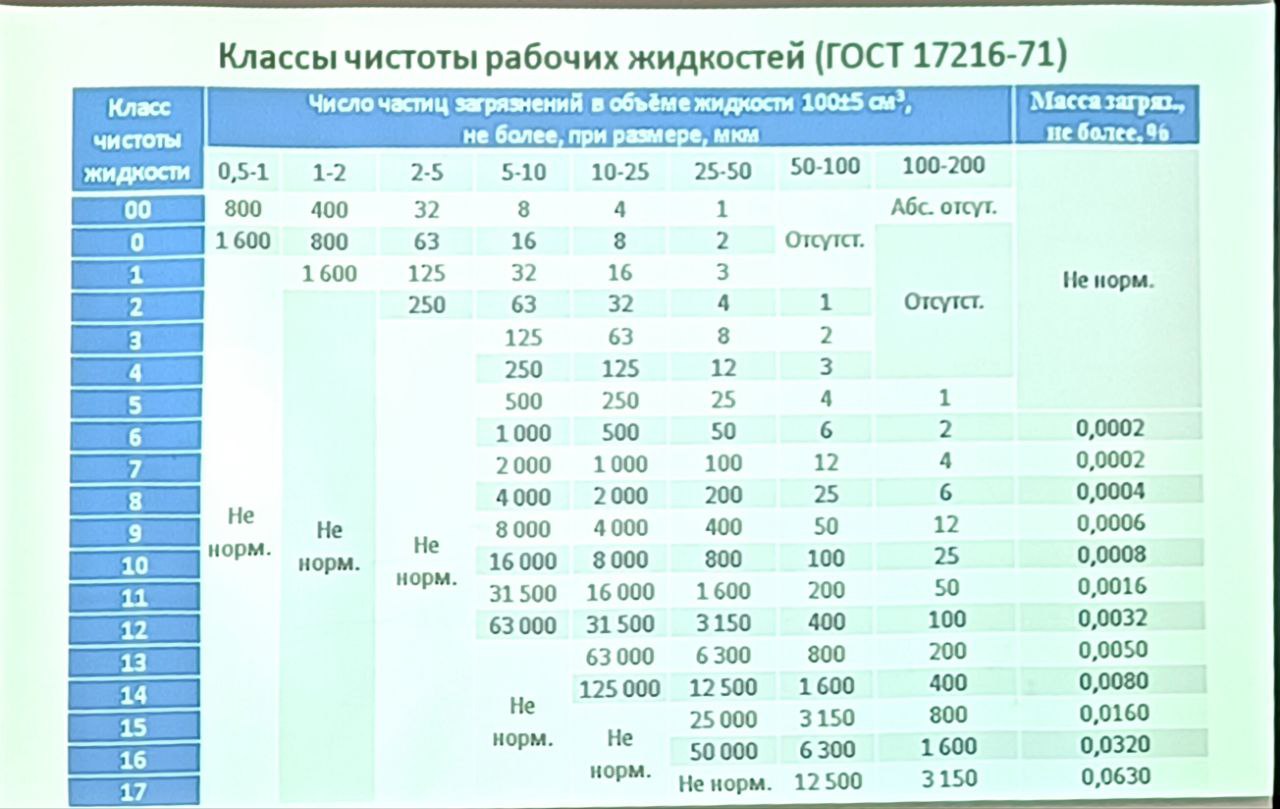 Классы чистоты рабочих жидкостей (ГОСТ 17216-71)
Класс чистоты жидкости
Число частиц загрязнений в объёме жидкости 100±5 см³,
не более, при размере, мкм
Масса загряз., не более, %
0,5-1 1-2 2-5 5-10 10-25 25-50 50-100 100-200
00 800 400 32 8 4 1 Абс. отсут.
0 1 600 800 63 16 8 2 Отсутст.
1 1 600 125 32 16 3 Не норм.
2 250 63 32 4 1 Отсутст.
3 125 63 8 2
4 250 125 12 3
5 500 250 25 4 1
6 1 000 500 50 6 2 0,0002
7 2 000 1 000 100 12 4 0,0002
8 4 000 2 000 200 25 6 0,0004
9 8 000 4 000 400 50 12 0,0006
Не норм. Не норм. Не норм.
10 16 000 8 000 800 100 25 0,0008
11 31 500 16 000 1 600 200 50 0,0016
12 63 000 31 500 3 150 400 100 0,0032
13 63 000 6 300 800 200 0,0050
14 125 000 12 500 1 600 400 0,0080
Не норм.
15 25 000 3 150 800 0,0160
Не норм.
16 50 000 6 300 1 600 0,0320
17 Не норм. 12 500 3 150 0,0630